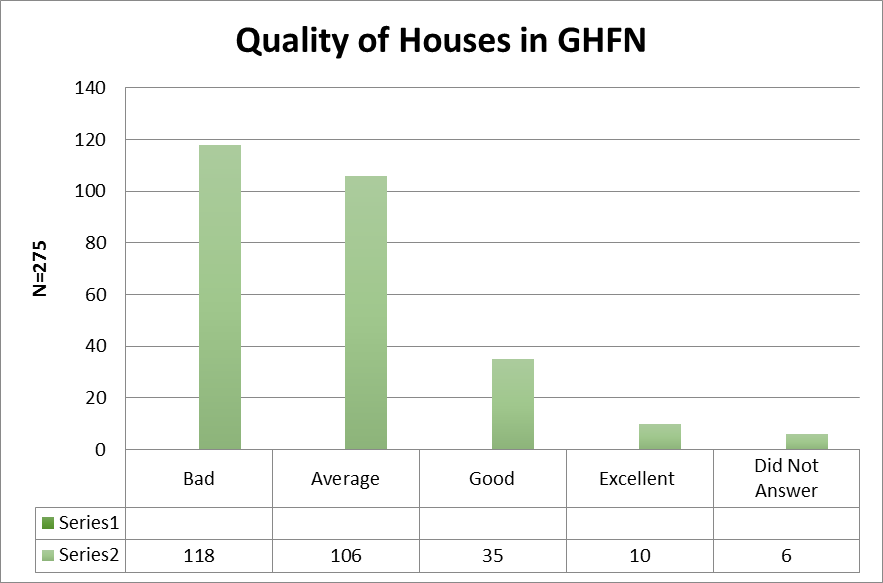 Quality of Houses in GHFN
140
120
100
80
60
40
20
0
N=275
Bad Average Good Excellent Did Not
Answer
Series1
Series2 118 106 35 10 6